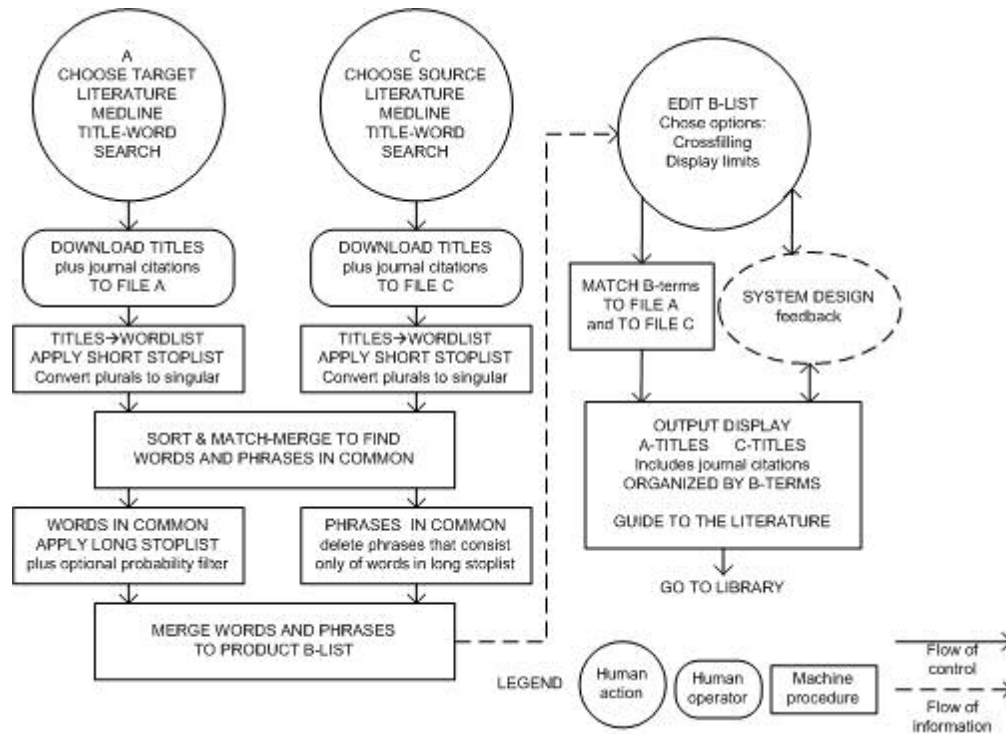 A
CHOOSE TARGET
LITERATURE
MEDLINE
TITLE-WORD
SEARCH
DOWNLOAD TITLES
plus journal citations
TO FILE A
TITLES→WORDLIST
APPLY SHORT STOPLIST
Convert plurals to singular
C
CHOOSE SOURCE
LITERATURE
MEDLINE
TITLE-WORD
SEARCH
DOWNLOAD TITLES
plus journal citations
TO FILE C
TITLES→WORDLIST
APPLY SHORT STOPLIST
Convert plurals to singular
SORT & MATCH-MERGE TO FIND
WORDS AND PHRASES IN COMMON
WORDS IN COMMON
APPLY LONG STOPLIST
plus optional probability filter
PHRASES IN COMMON
delete phrases that consist
only of words in long stoplist
MERGE WORDS AND PHRASES
TO PRODUCT B-LIST
EDIT B-LIST
Chose options:
Crossfilling
Display limits
MATCH B-terms
TO FILE A
and TO FILE C
SYSTEM DESIGN
feedback
OUTPUT DISPLAY
A-TITLES C-TITLES
Includes journal citations
ORGANIZED BY B-TERMS
GUIDE TO THE LITERATURE
GO TO LIBRARY
LEGEND
Human
action
Human
operator
Machine
procedure
Flow of
control
Flow of
information